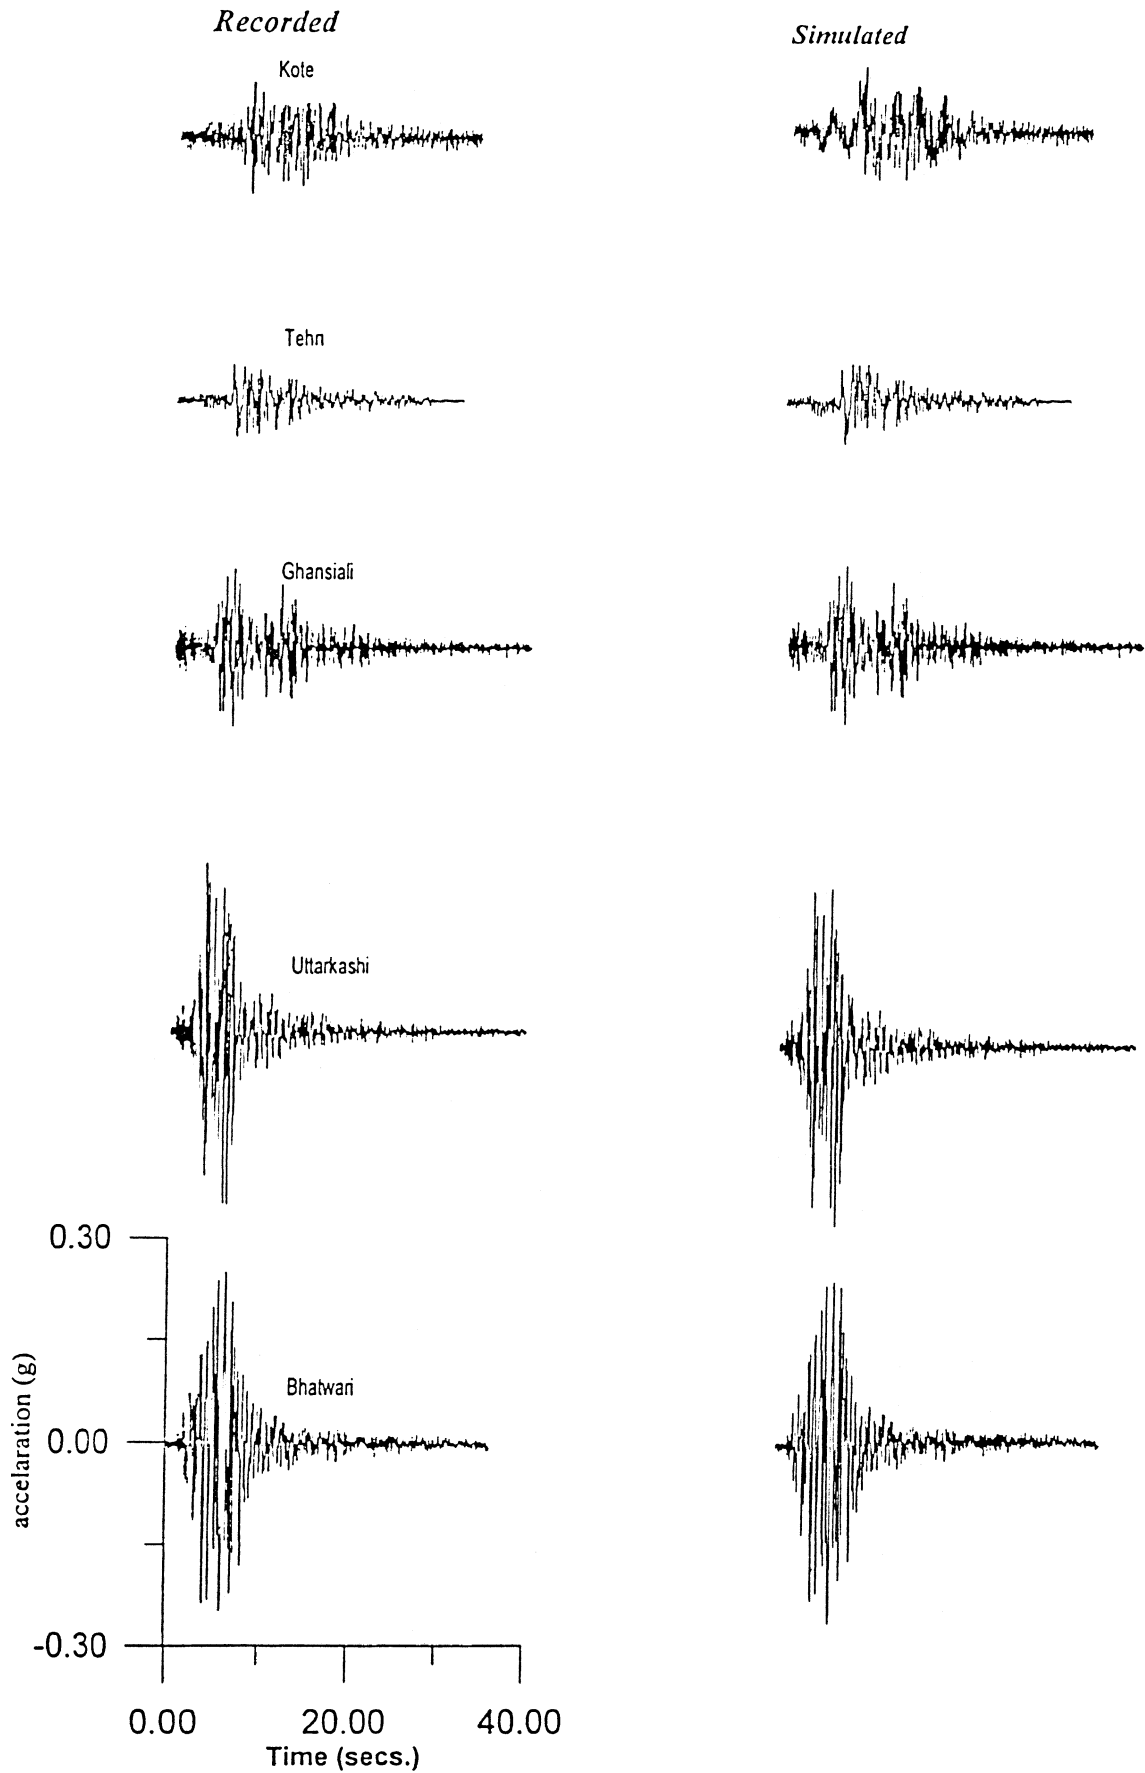 Recorded
Simulated
Kote
Tehri
Ghansiali
Uttarkashi
0.30
Bhatwari
accelaration (g)
0.00
-0.30
0.00 20.00 40.00
Time (secs.)